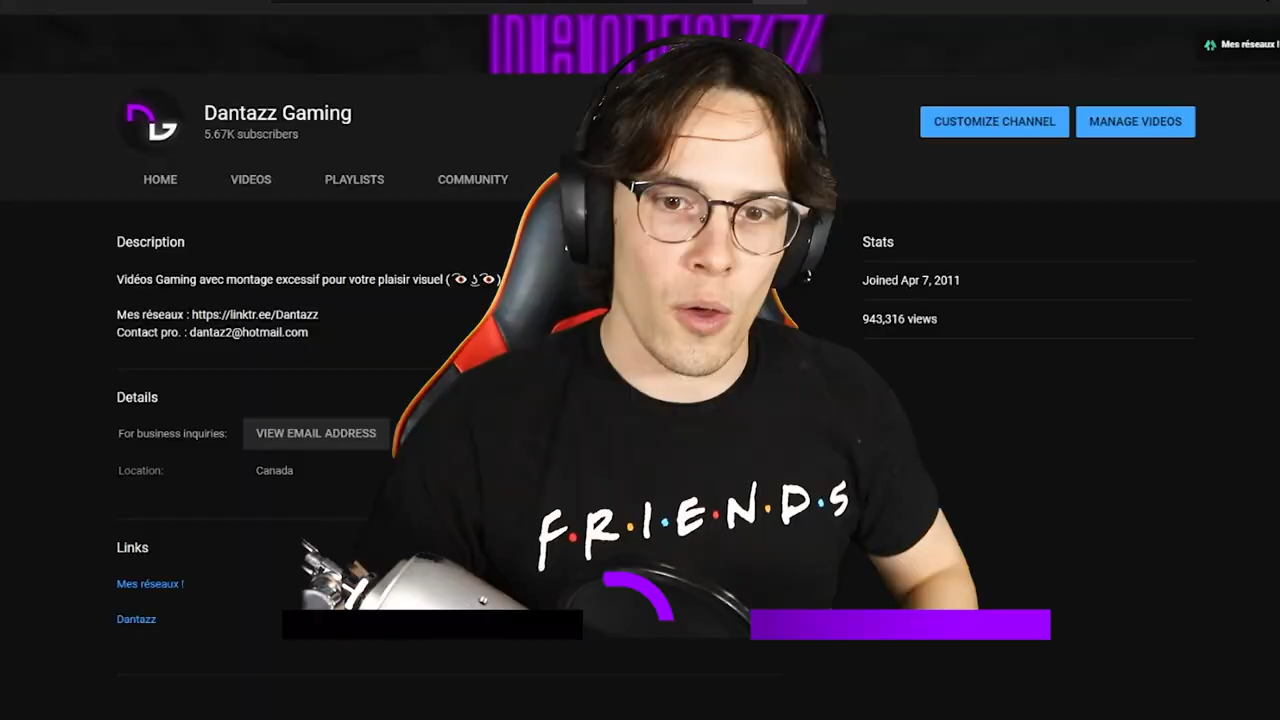 DANTAZZ
Mes réseaux !
Dantazz Gaming
5.67K subscribers
CUSTOMIZE CHANNEL
MANAGE VIDEOS
HOME
VIDEOS
PLAYLISTS
COMMUNITY
Description
Vidéos Gaming avec montage excessif pour votre plaisir visuel ( ͡👁️ ͜ʖ ͡👁️)
Mes réseaux : https://linktr.ee/Dantazz
Contact pro. : dantaz2@hotmail.com
Stats
Joined Apr 7, 2011
943,316 views
Details
For business inquiries:
VIEW EMAIL ADDRESS
Location:
Canada
F·R·I·E·N·D·S
Links
Mes réseaux !
Dantazz